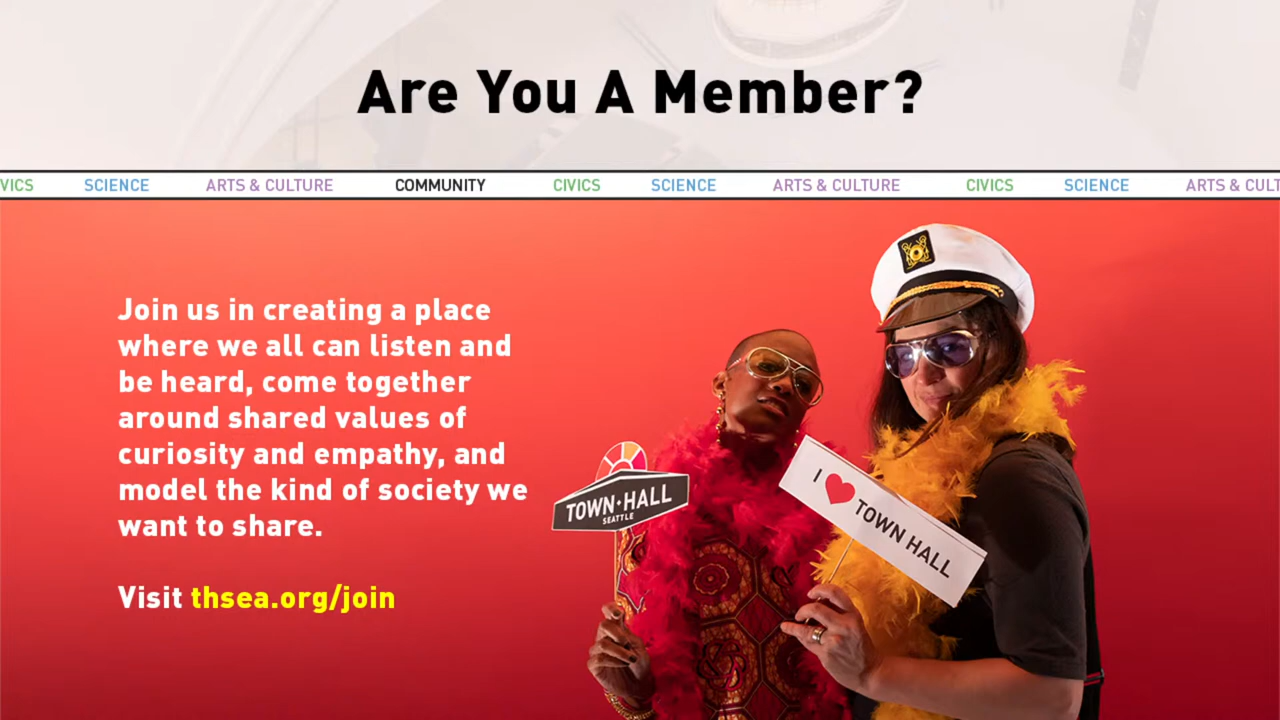 Are You A Member?
VICS SCIENCE ARTS & CULTURE COMMUNITY CIVICS SCIENCE ARTS & CULTURE CIVICS SCIENCE ARTS & CULT
Join us in creating a place
where we all can listen and
be heard, come together
around shared values of
curiosity and empathy, and
model the kind of society we
want to share.
Visit thsea.org/join
TOWN·HALL
SEATTLE
I ❤ TOWN HALL